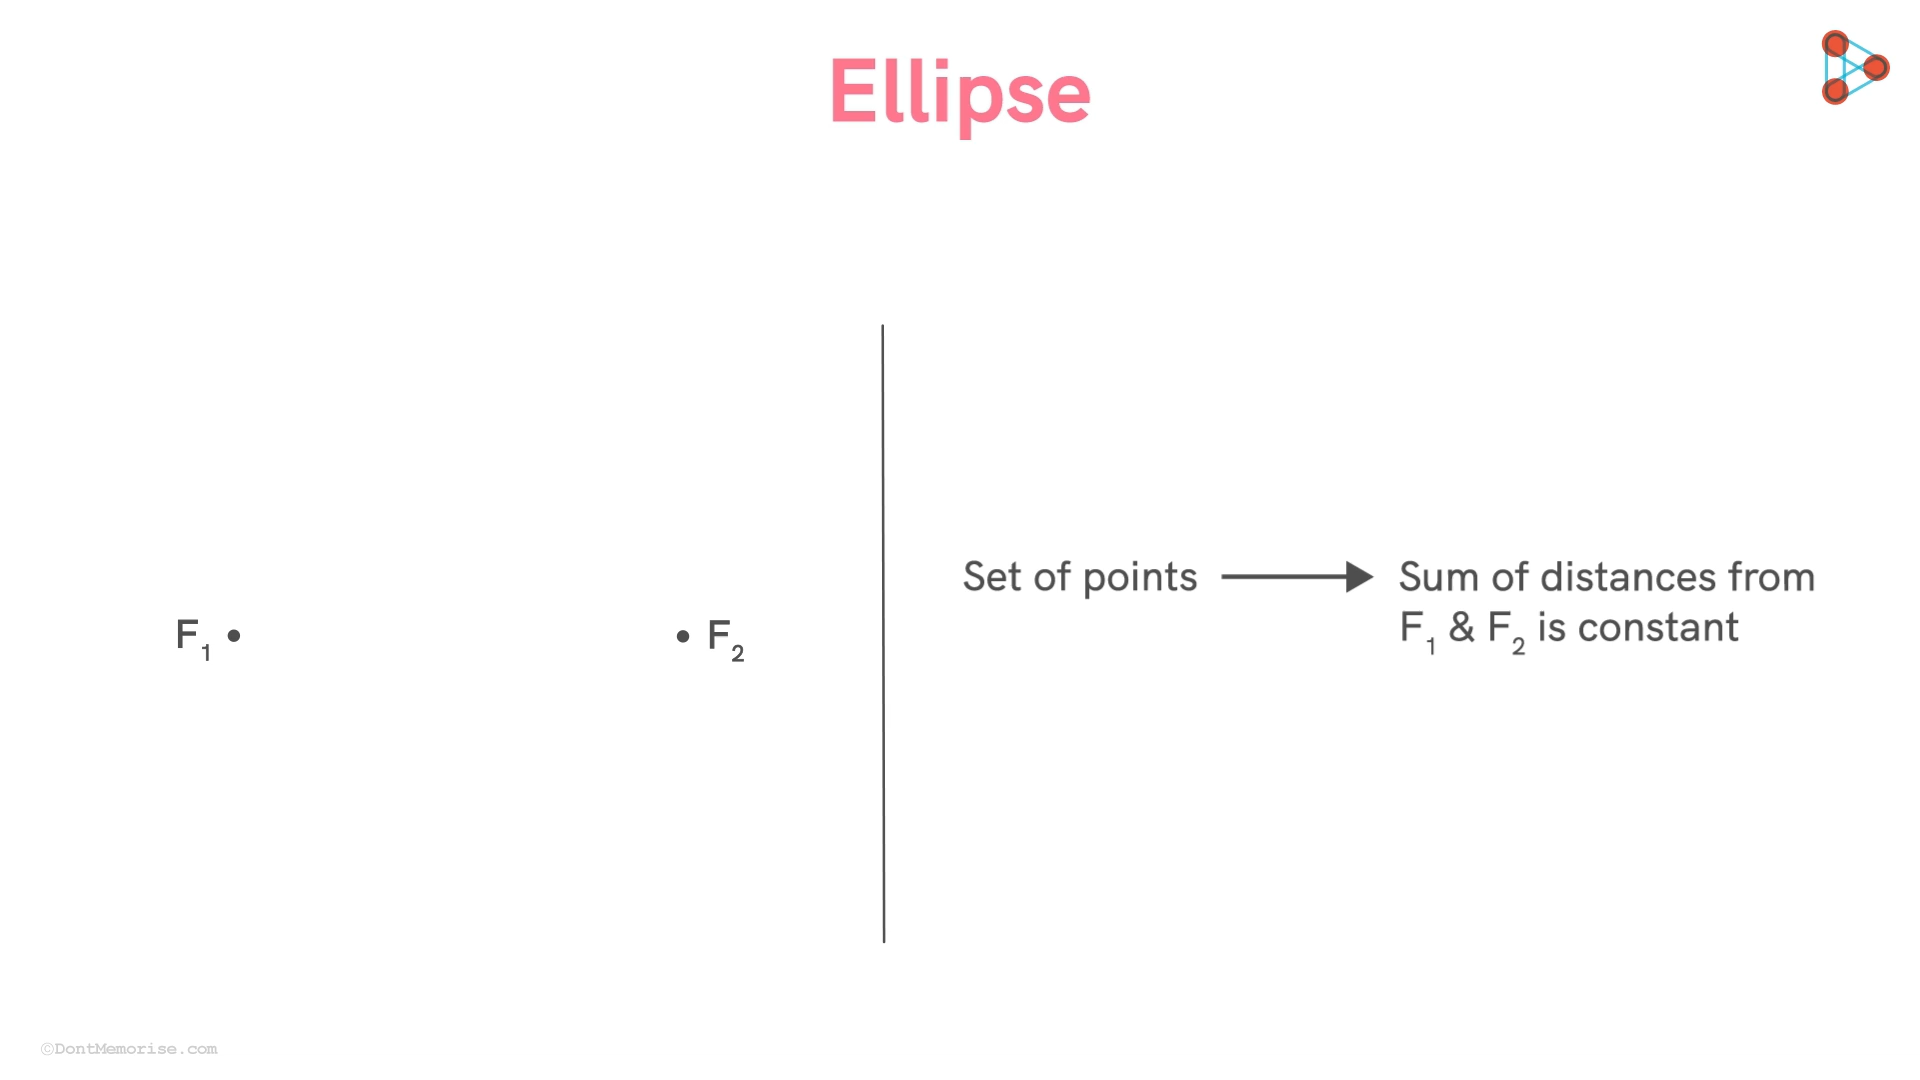 Ellipse
F₁
F₂
Set of points
Sum of distances from
F₁ & F₂ is constant
©DontMemorise.com